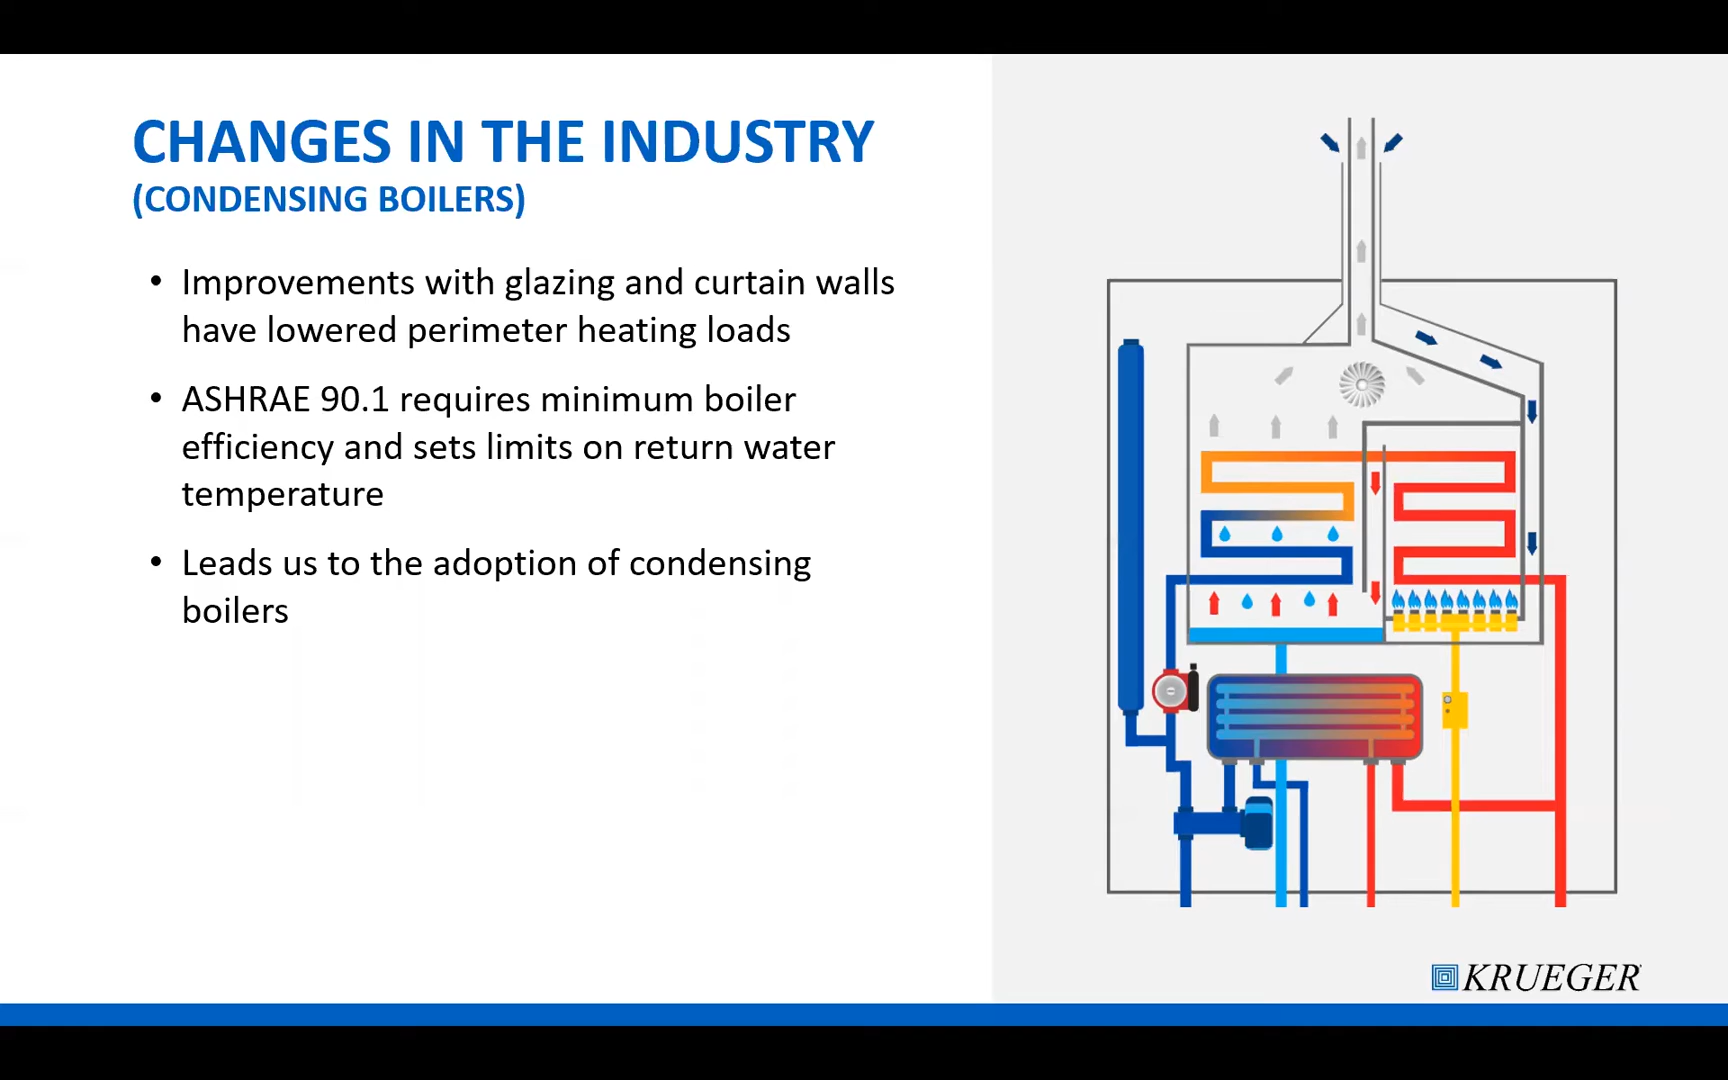 CHANGES IN THE INDUSTRY
(CONDENSING BOILERS)
• Improvements with glazing and curtain walls
have lowered perimeter heating loads
• ASHRAE 90.1 requires minimum boiler
efficiency and sets limits on return water
temperature
• Leads us to the adoption of condensing
boilers
KRUEGER